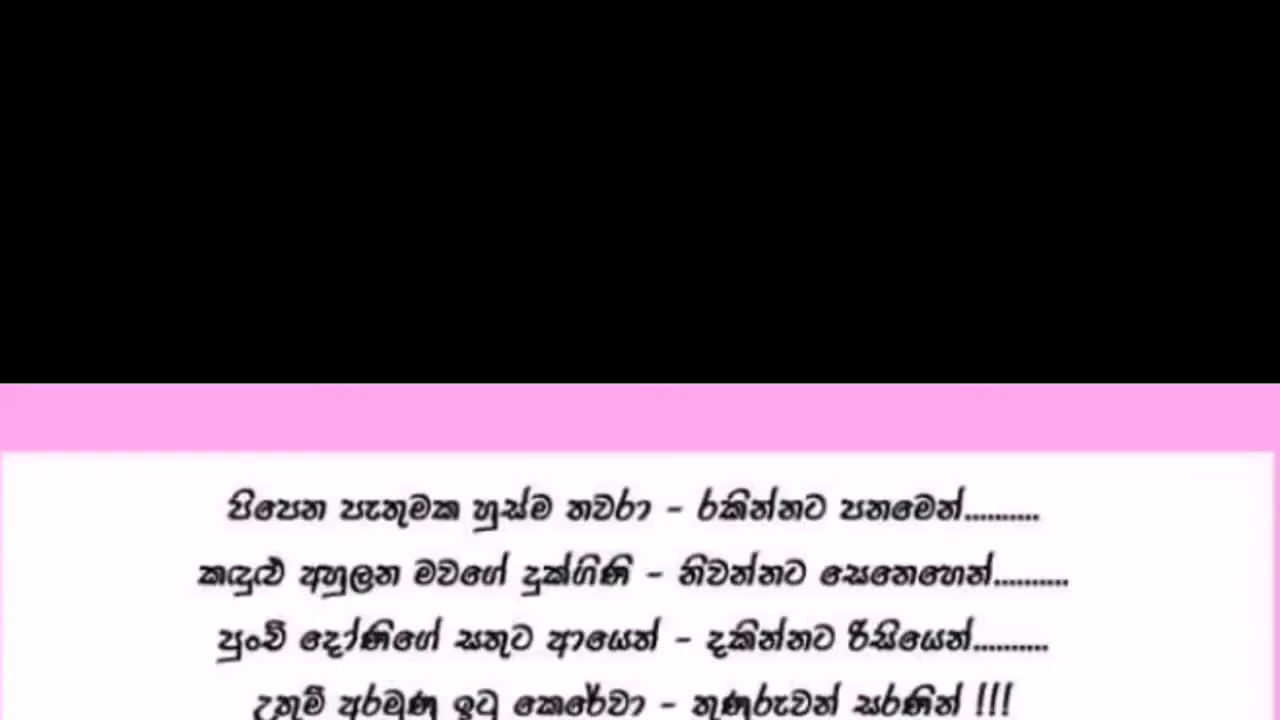 පිපෙන පැතුමක හුස්ම තවරා - රකින්නට පනමෙන්..........
කඳුළු අහුලන මවගේ දුක්ගිණි - නිවන්නට සෙනෙහෙන්..........
පුංචි දෝණිගේ සතුට ආයෙත් - දකින්නට රිසියෙන්..........
උතුම් අරමුණ ඉටු කෙරේවා - තුණුරුවන් සරණින් !!!